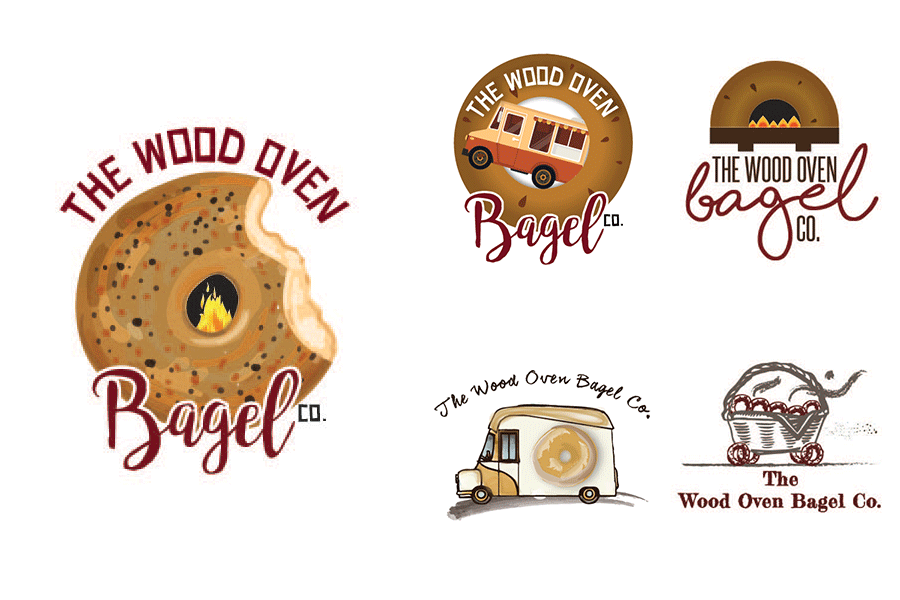 THE WOOD OVEN
Bagel CO.
THE WOOD OVEN
Bagel CO.
THE WOOD OVEN
bagel
CO.
The Wood Oven Bagel Co.
The
Wood Oven Bagel Co.